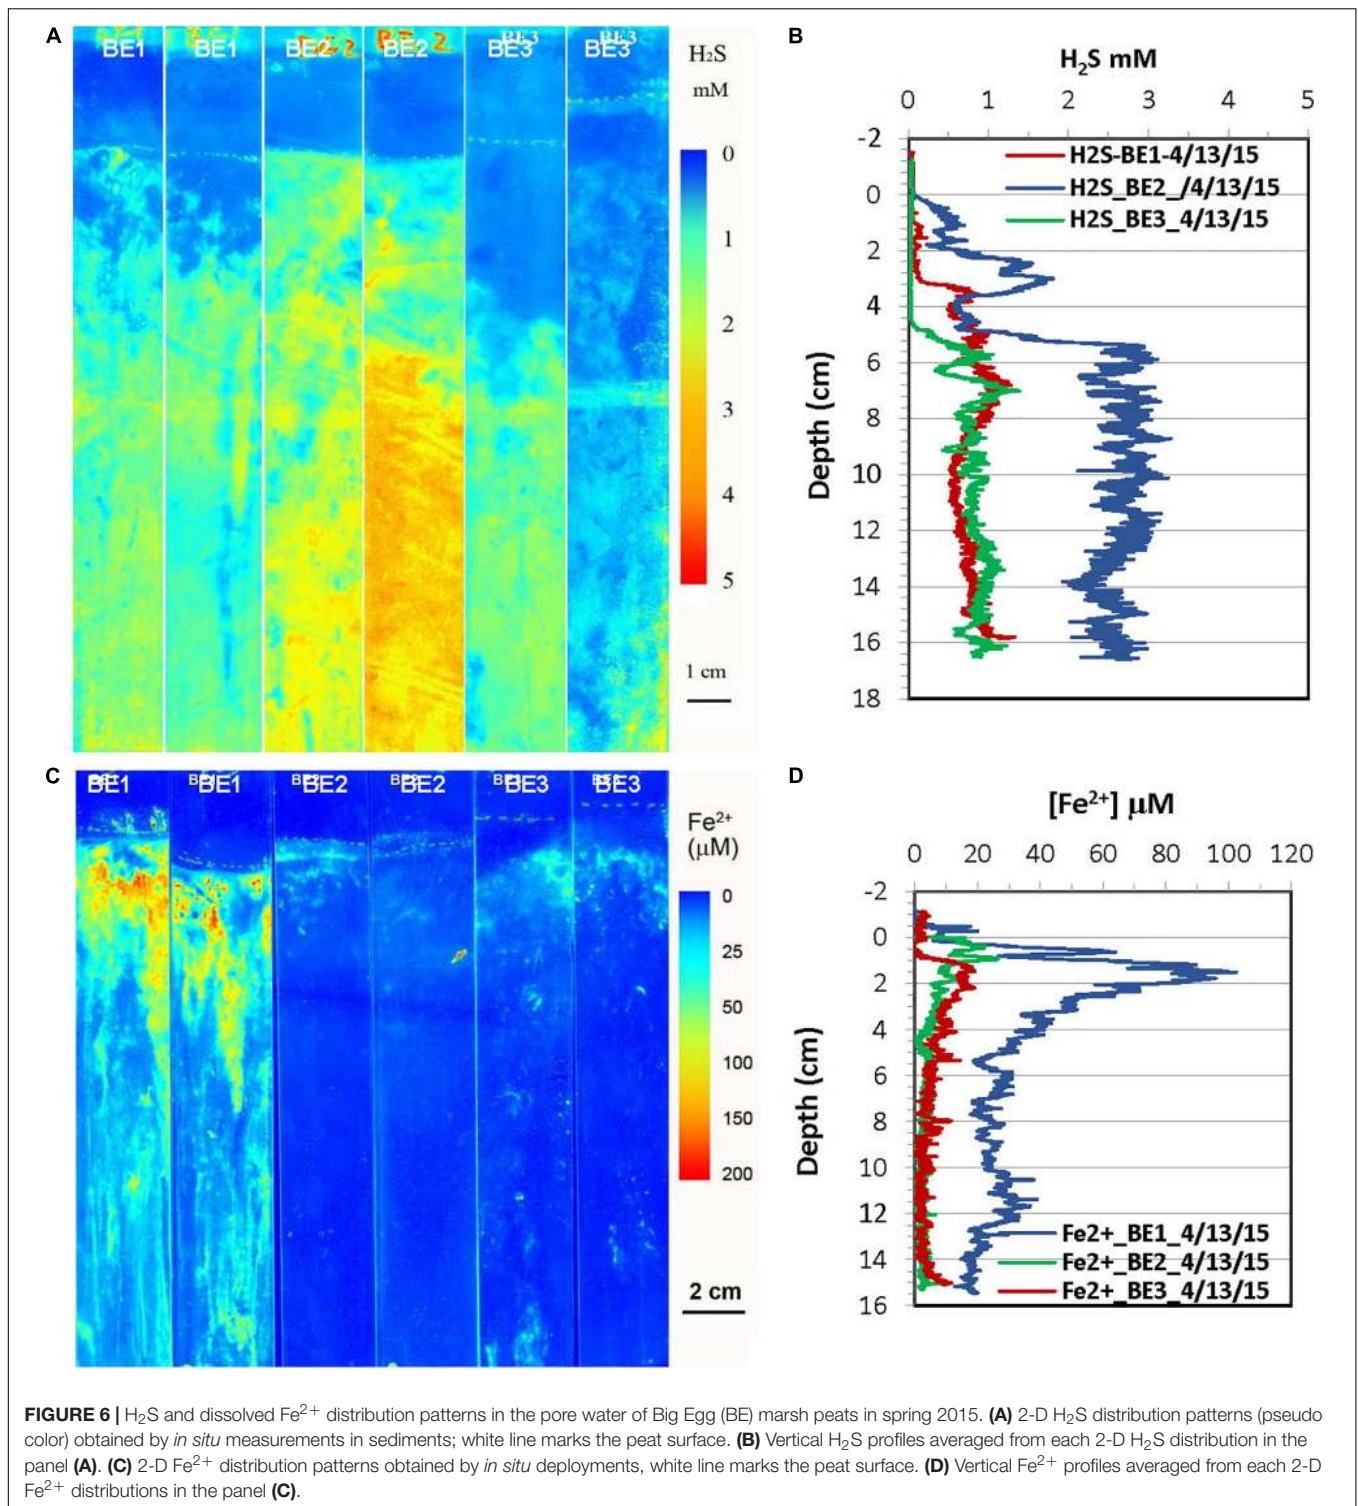 A
BE1
BE1
BE2
BE2
BE3
BE3
BE2
BE3
BE3
H2S
mM
0
1
2
3
4
5
1 cm
B
H₂S mM
0 1 2 3 4 5
-2
0
2
4
6
8
10
12
14
16
18
Depth (cm)
H2S-BE1-4/13/15
H2S_BE2_/4/13/15
H2S_BE3_4/13/15
C
BE1
BE1
BE2
BE2
BE3
BE3
Fe²⁺
(μM)
0
25
50
100
150
200
2 cm
D
[Fe²⁺] μM
0 20 40 60 80 100 120
-2
0
2
4
6
8
10
12
14
16
Depth (cm)
Fe2+_BE1_4/13/15
Fe2+_BE2_4/13/15
Fe2+_BE3_4/13/15
FIGURE 6 | H₂S and dissolved Fe²⁺ distribution patterns in the pore water of Big Egg (BE) marsh peats in spring 2015. (A) 2-D H₂S distribution patterns (pseudo
color) obtained by in situ measurements in sediments; white line marks the peat surface. (B) Vertical H₂S profiles averaged from each 2-D H₂S distribution in the
panel (A). (C) 2-D Fe²⁺ distribution patterns obtained by in situ deployments, white line marks the peat surface. (D) Vertical Fe²⁺ profiles averaged from each 2-D
Fe²⁺ distributions in the panel (C).